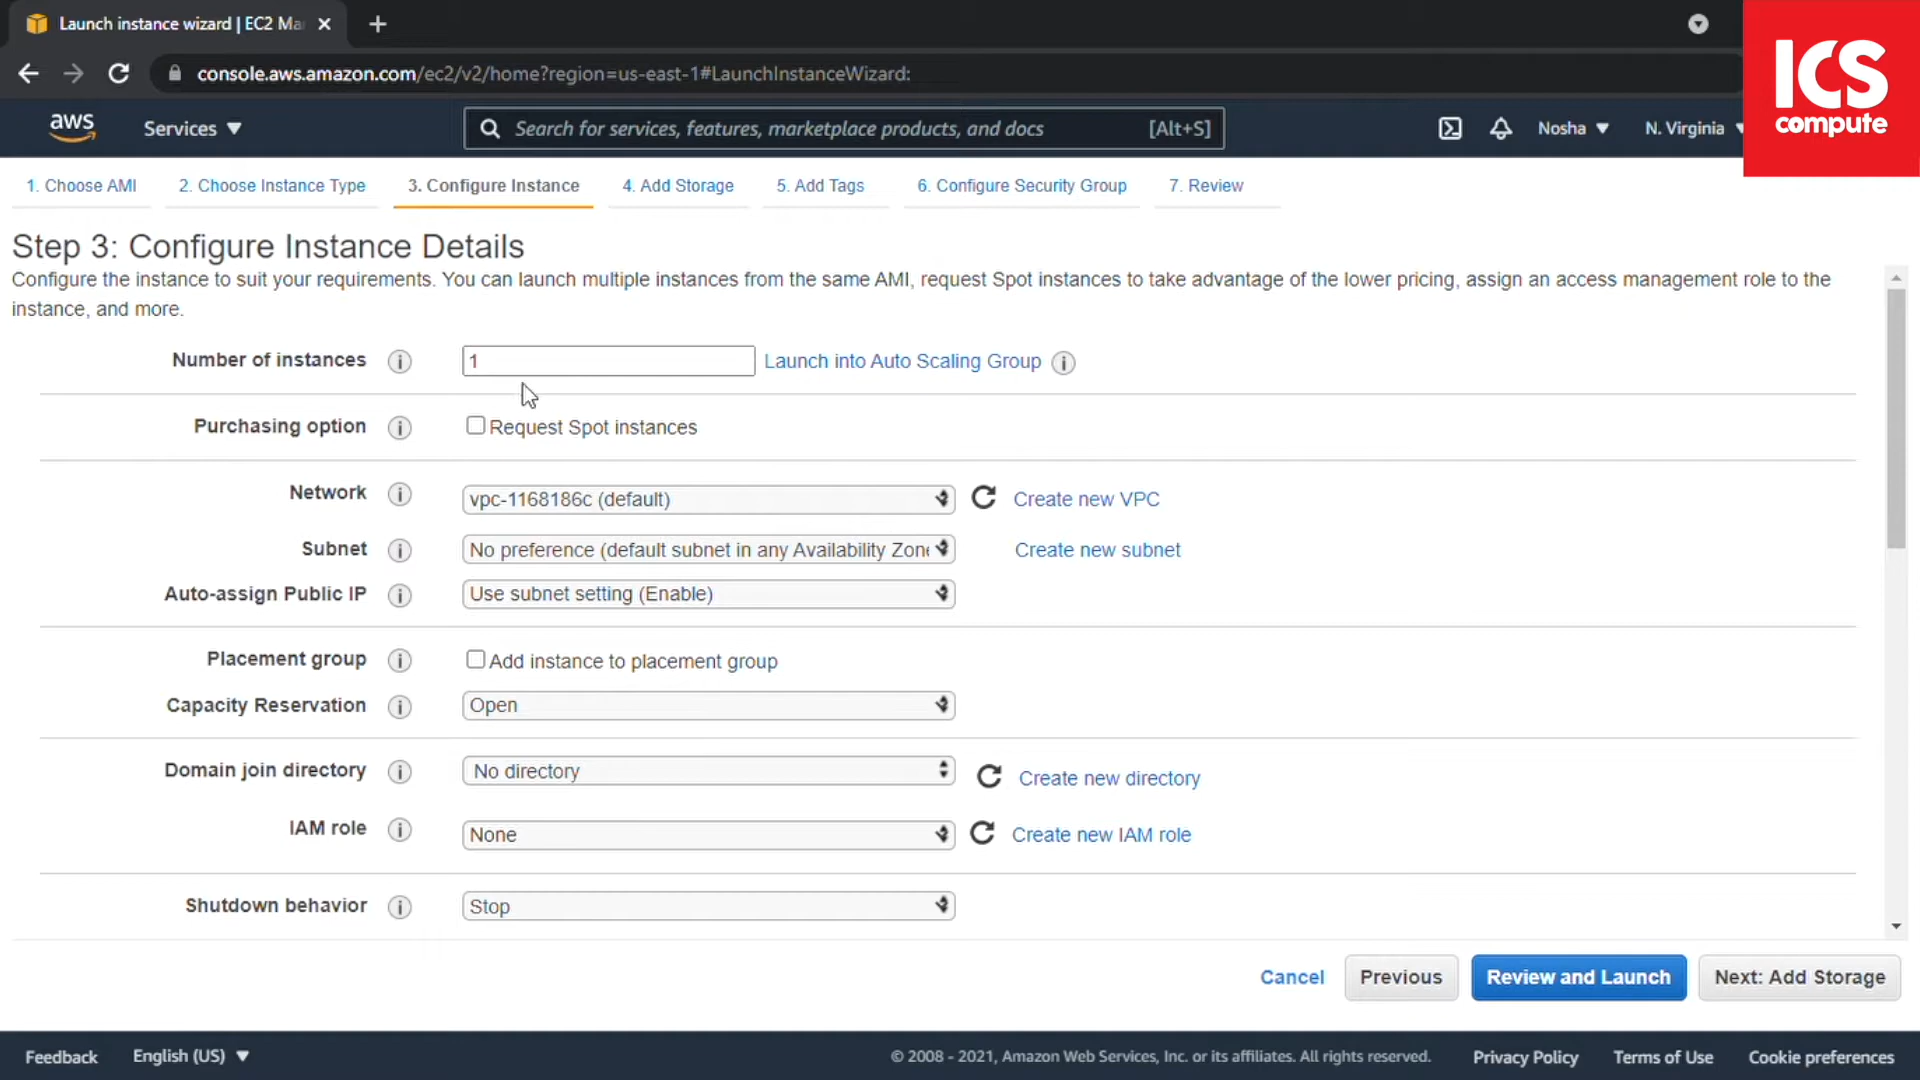 Launch instance wizard | EC2 Ma
console.aws.amazon.com/ec2/v2/home?region=us-east-1#LaunchInstanceWizard:
ICS
compute
aws
Services
Search for services, features, marketplace products, and docs
[Alt+S]
Nosha
N. Virginia
1. Choose AMI
2. Choose Instance Type
3. Configure Instance
4. Add Storage
5. Add Tags
6. Configure Security Group
7. Review
Step 3: Configure Instance Details
Configure the instance to suit your requirements. You can launch multiple instances from the same AMI, request Spot instances to take advantage of the lower pricing, assign an access management role to the
instance, and more.
Number of instances
1
Launch into Auto Scaling Group
Purchasing option
Request Spot instances
Network
vpc-1168186c (default)
Create new VPC
Subnet
No preference (default subnet in any Availability Zone
Create new subnet
Auto-assign Public IP
Use subnet setting (Enable)
Placement group
Add instance to placement group
Capacity Reservation
Open
Domain join directory
No directory
Create new directory
IAM role
None
Create new IAM role
Shutdown behavior
Stop
Cancel
Previous
Review and Launch
Next: Add Storage
Feedback
English (US)
© 2008 - 2021, Amazon Web Services, Inc. or its affiliates. All rights reserved.
Privacy Policy
Terms of Use
Cookie preferences